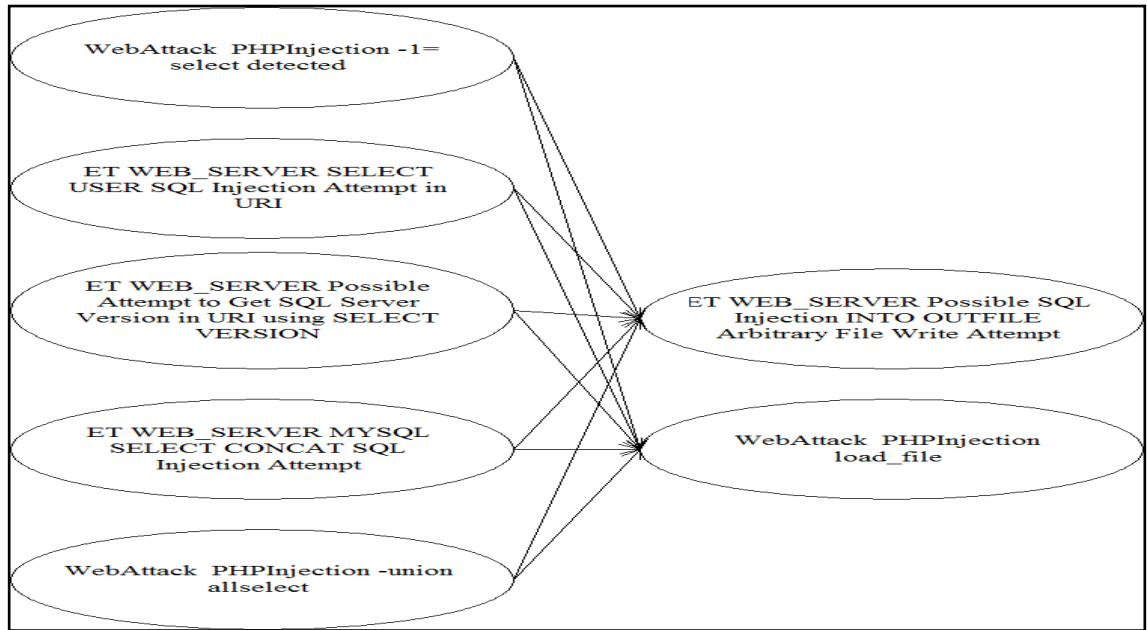 WebAttack PHPInjection -1=
select detected
ET WEB_SERVER SELECT
USER SQL Injection Attempt in
URI
ET WEB_SERVER Possible
Attempt to Get SQL Server
Version in URI using SELECT
VERSION
ET WEB_SERVER MYSQL
SELECT CONCAT SQL
Injection Attempt
WebAttack PHPInjection -union
allselect
ET WEB_SERVER Possible SQL
Injection INTO OUTFILE
Arbitrary File Write Attempt
WebAttack PHPInjection
load_file